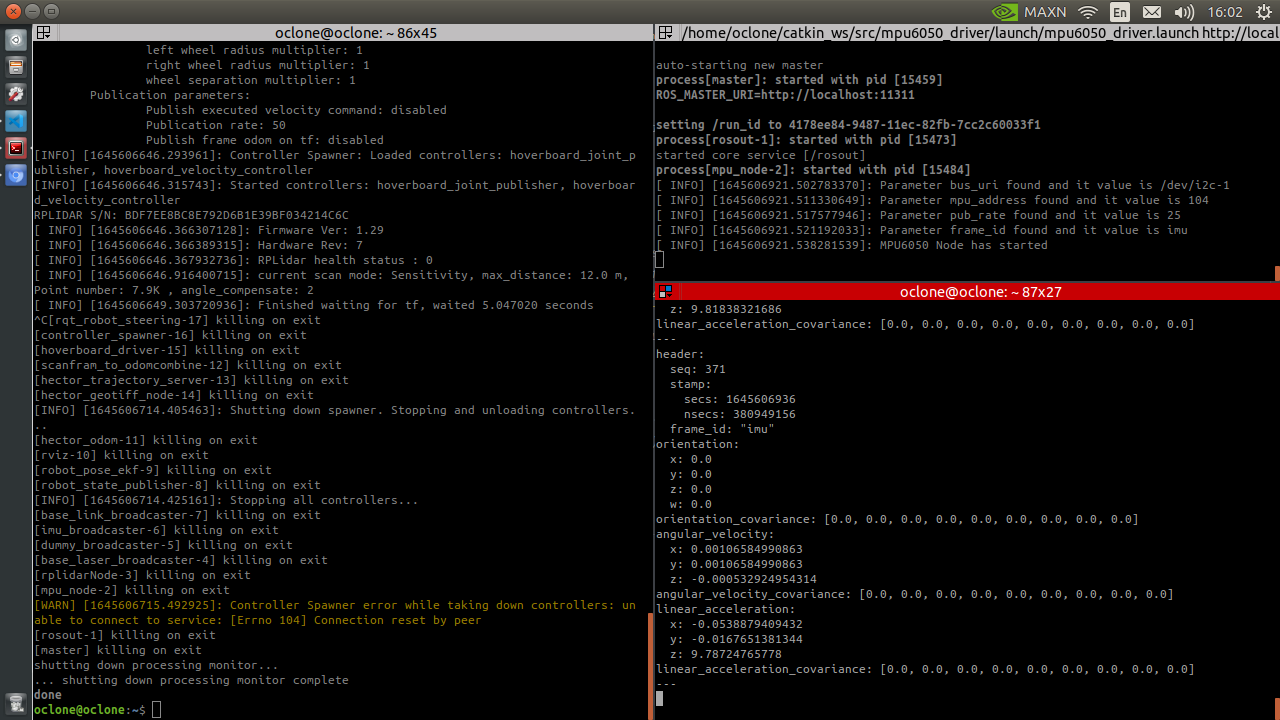 MAXN
En
16:02
oclone@oclone: ~ 86x45
left wheel radius multiplier: 1
right wheel radius multiplier: 1
wheel separation multiplier: 1
Publication parameters:
Publish executed velocity command: disabled
Publication rate: 50
Publish frame odom on tf: disabled
[INFO] [1645606646.293961]: Controller Spawner: Loaded controllers: hoverboard_joint_p
ublisher, hoverboard_velocity_controller
[INFO] [1645606646.315743]: Started controllers: hoverboard_joint_publisher, hoverboar
d_velocity_controller
RPLIDAR S/N: BDF7EE8BC8E792D6B1E39BF034214C6C
[ INFO] [1645606646.366307128]: Firmware Ver: 1.29
[ INFO] [1645606646.366389315]: Hardware Rev: 7
[ INFO] [1645606646.367932736]: RPLidar health status : 0
[ INFO] [1645606646.916400715]: current scan mode: Sensitivity, max_distance: 12.0 m,
Point number: 7.9K , angle_compensate: 2
[ INFO] [1645606649.303720936]: Finished waiting for tf, waited 5.047020 seconds
^C[rqt_robot_steering-17] killing on exit
[controller_spawner-16] killing on exit
[hoverboard_driver-15] killing on exit
[scanfram_to_odomcombine-12] killing on exit
[hector_trajectory_server-13] killing on exit
[hector_geotiff_node-14] killing on exit
[INFO] [1645606714.405463]: Shutting down spawner. Stopping and unloading controllers.
..
[hector_odom-11] killing on exit
[rviz-10] killing on exit
[robot_pose_ekf-9] killing on exit
[robot_state_publisher-8] killing on exit
[INFO] [1645606714.425161]: Stopping all controllers...
[base_link_broadcaster-7] killing on exit
[imu_broadcaster-6] killing on exit
[dummy_broadcaster-5] killing on exit
[base_laser_broadcaster-4] killing on exit
[rplidarNode-3] killing on exit
[mpu_node-2] killing on exit
[WARN] [1645606715.492925]: Controller Spawner error while taking down controllers: un
able to connect to service: [Errno 104] Connection reset by peer
[rosout-1] killing on exit
[master] killing on exit
shutting down processing monitor...
... shutting down processing monitor complete
done
oclone@oclone:~$
/home/oclone/catkin_ws/src/mpu6050_driver/launch/mpu6050_driver.launch http://local
auto-starting new master
process[master]: started with pid [15459]
ROS_MASTER_URI=http://localhost:11311
setting /run_id to 4178ee84-9487-11ec-82fb-7cc2c60033f1
process[rosout-1]: started with pid [15473]
started core service [/rosout]
process[mpu_node-2]: started with pid [15484]
[ INFO] [1645606921.502783370]: Parameter bus_uri found and it value is /dev/i2c-1
[ INFO] [1645606921.511330649]: Parameter mpu_address found and it value is 104
[ INFO] [1645606921.517577946]: Parameter pub_rate found and it value is 25
[ INFO] [1645606921.521192033]: Parameter frame_id found and it value is imu
[ INFO] [1645606921.538281539]: MPU6050 Node has started
oclone@oclone: ~ 87x27
z: 9.81838321686
linear_acceleration_covariance: [0.0, 0.0, 0.0, 0.0, 0.0, 0.0, 0.0, 0.0, 0.0]
---
header:
seq: 371
stamp:
secs: 1645606936
nsecs: 380949156
frame_id: "imu"
orientation:
x: 0.0
y: 0.0
z: 0.0
w: 0.0
orientation_covariance: [0.0, 0.0, 0.0, 0.0, 0.0, 0.0, 0.0, 0.0, 0.0]
angular_velocity:
x: 0.00106584990863
y: 0.00106584990863
z: -0.000532924954314
angular_velocity_covariance: [0.0, 0.0, 0.0, 0.0, 0.0, 0.0, 0.0, 0.0, 0.0]
linear_acceleration:
x: -0.0538879409432
y: -0.0167651381344
z: 9.78724765778
linear_acceleration_covariance: [0.0, 0.0, 0.0, 0.0, 0.0, 0.0, 0.0, 0.0, 0.0]
---